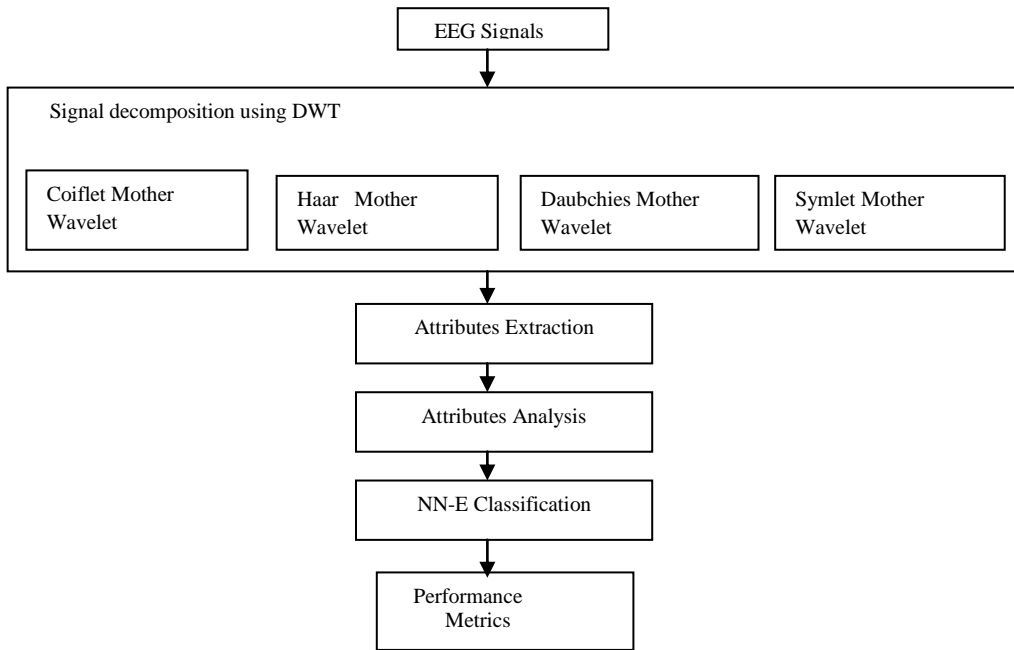 EEG Signals
Signal decomposition using DWT
Coiflet Mother
Wavelet
Haar Mother
Wavelet
Daubchies Mother
Wavelet
Symlet Mother
Wavelet
Attributes Extraction
Attributes Analysis
NN-E Classification
Performance
Metrics